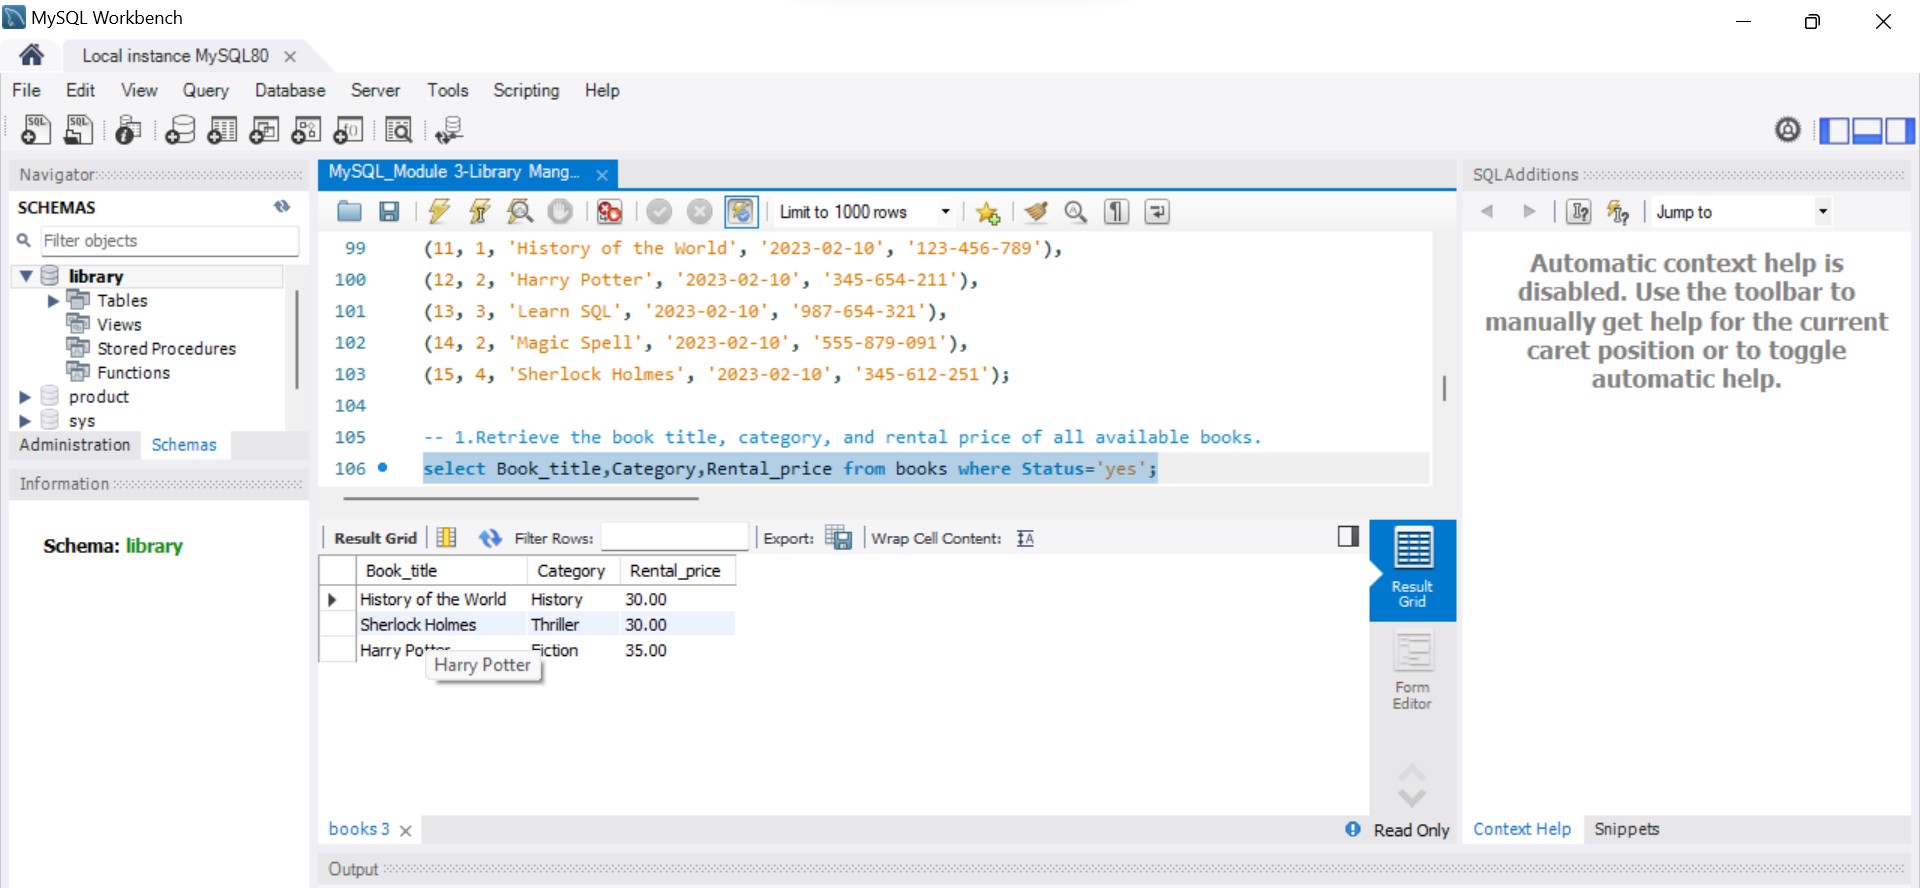 MySQL Workbench
Local instance MySQL80
File Edit View Query Database Server Tools Scripting Help
Navigator
SCHEMAS
Filter objects
library
Tables
Views
Stored Procedures
Functions
product
sys
Administration Schemas
Information
Schema: library
MySQL_Module 3-Library Mang...
Limit to 1000 rows
99 (11, 1, 'History of the World', '2023-02-10', '123-456-789'),
100 (12, 2, 'Harry Potter', '2023-02-10', '345-654-211'),
101 (13, 3, 'Learn SQL', '2023-02-10', '987-654-321'),
102 (14, 2, 'Magic Spell', '2023-02-10', '555-879-091'),
103 (15, 4, 'Sherlock Holmes', '2023-02-10', '345-612-251');
104
105 -- 1.Retrieve the book title, category, and rental price of all available books.
106 select Book_title,Category,Rental_price from books where Status='yes';
Result Grid Filter Rows: Export: Wrap Cell Content:
Book_title Category Rental_price
History of the World History 30.00
Sherlock Holmes Thriller 30.00
Harry Potter Fiction 35.00
Harry Potter
Result
Grid
Form
Editor
books 3
Read Only
Output
SQLAdditions
Jump to
Automatic context help is
disabled. Use the toolbar to
manually get help for the current
caret position or to toggle
automatic help.
Context Help Snippets